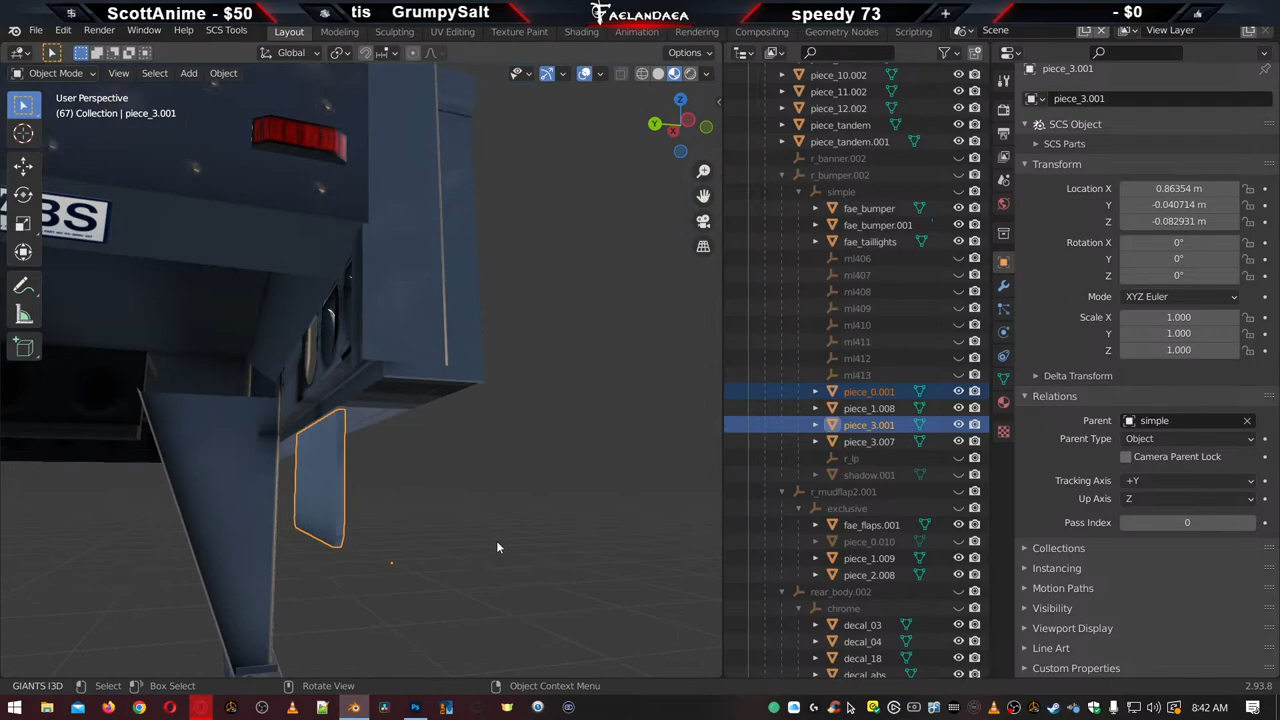 ScottAnime - $50
tis GrumpySalt
FAELANDAEA
speedy 73
- $0
File Edit Render Window Help SCS Tools
Layout Modeling Sculpting UV Editing Texture Paint Shading Animation Rendering Compositing Geometry Nodes Scripting
Scene
View Layer
Global
Options
Object Mode View Select Add Object
User Perspective
(67) Collection | piece_3.001
Z
Y
X
BS
piece_10.002
piece_11.002
piece_12.002
piece_tandem
piece_tandem.001
r_banner.002
r_bumper.002
simple
fae_bumper
fae_bumper.001
fae_taillights
ml406
ml407
ml408
ml409
ml410
ml411
ml412
ml413
piece_0.001
piece_1.008
piece_3.001
piece_3.007
r_lp
shadow.001
r_mudflap2.001
exclusive
fae_flaps.001
piece_0.010
piece_1.009
piece_2.008
rear_body.002
chrome
decal_03
decal_04
decal_18
decal_abs
piece_3.001
piece_3.001
SCS Object
SCS Parts
Transform
Location X 0.86354 m
Y -0.040714 m
Z -0.082931 m
Rotation X 0°
Y 0°
Z 0°
Mode XYZ Euler
Scale X 1.000
Y 1.000
Z 1.000
Delta Transform
Relations
Parent simple
Parent Type Object
Camera Parent Lock
Tracking Axis +Y
Up Axis Z
Pass Index 0
Collections
Instancing
Motion Paths
Visibility
Viewport Display
Line Art
Custom Properties
GIANTS I3D Select Box Select Rotate View Object Context Menu
2.93.8
8:42 AM